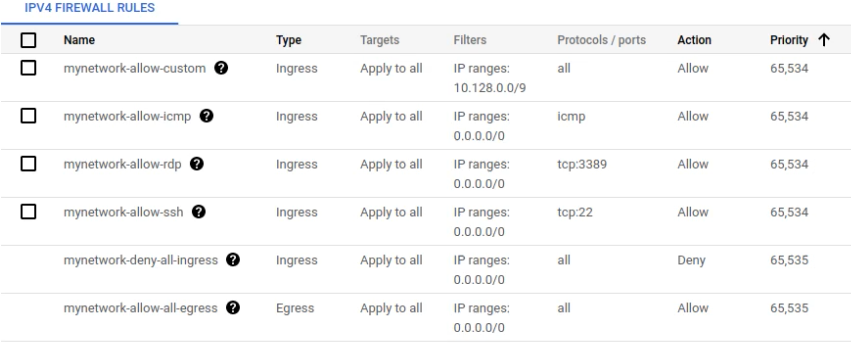 IPV4 FIREWALL RULES
Name Type Targets Filters Protocols / ports Action Priority ↑
mynetwork-allow-custom ? Ingress Apply to all IP ranges: all Allow 65,534
10.128.0.0/9
mynetwork-allow-icmp ? Ingress Apply to all IP ranges: icmp Allow 65,534
0.0.0.0/0
mynetwork-allow-rdp ? Ingress Apply to all IP ranges: tcp:3389 Allow 65,534
0.0.0.0/0
mynetwork-allow-ssh ? Ingress Apply to all IP ranges: tcp:22 Allow 65,534
0.0.0.0/0
mynetwork-deny-all-ingress ? Ingress Apply to all IP ranges: all Deny 65,535
0.0.0.0/0
mynetwork-allow-all-egress ? Egress Apply to all IP ranges: all Allow 65,535
0.0.0.0/0